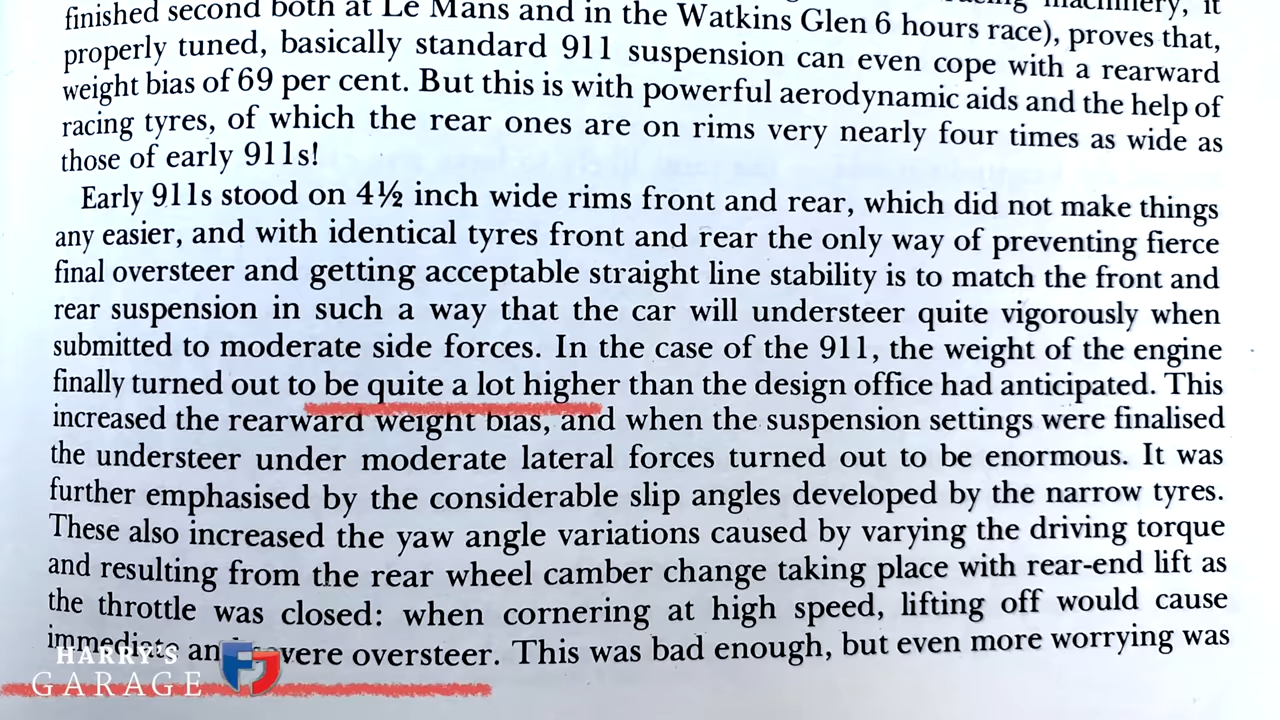 machinery, it
finished second both at Le Mans and in the Watkins Glen 6 hours race), proves that,
properly tuned, basically standard 911 suspension can even cope with a rearward
weight bias of 69 per cent. But this is with powerful aerodynamic aids and the help of
racing tyres, of which the rear ones are on rims very nearly four times as wide as
those of early 911s!
Early 911s stood on 4½ inch wide rims front and rear, which did not make things
any easier, and with identical tyres front and rear the only way of preventing fierce
final oversteer and getting acceptable straight line stability is to match the front and
rear suspension in such a way that the car will understeer quite vigorously when
submitted to moderate side forces. In the case of the 911, the weight of the engine
finally turned out to be quite a lot higher than the design office had anticipated. This
increased the rearward weight bias, and when the suspension settings were finalised
the understeer under moderate lateral forces turned out to be enormous. It was
further emphasised by the considerable slip angles developed by the narrow tyres.
These also increased the yaw angle variations caused by varying the driving torque
and resulting from the rear wheel camber change taking place with rear-end lift as
the throttle was closed: when cornering at high speed, lifting off would cause
immediate and severe oversteer. This was bad enough, but even more worrying was
HARRY'S
GARAGE